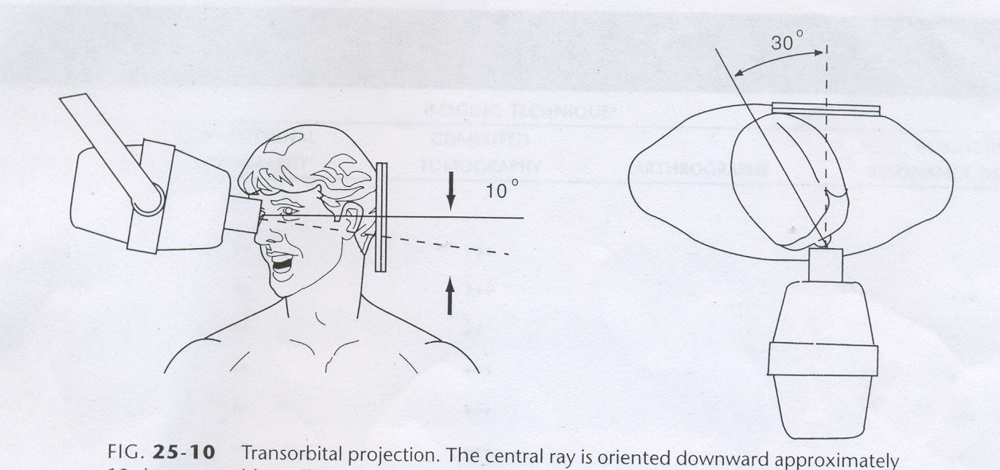 30°
10°
FIG. 25-10 Transorbital projection. The central ray is oriented downward approximately
IMAGING TECHNIQUE
COMPUTED
TOMOGRAPHY
ARTHROGRAPHY